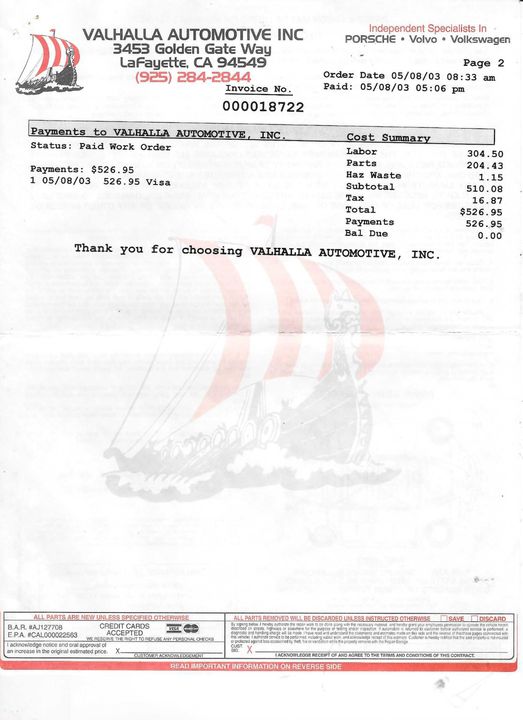 VALHALLA AUTOMOTIVE INC
3453 Golden Gate Way
LaFayette, CA 94549
(925) 284-2844
Independent Specialists In
PORSCHE • Volvo • Volkswagen
Page 2
Order Date 05/08/03 08:33 am
Paid: 05/08/03 05:06 pm
Invoice No.
000018722
Payments to VALHALLA AUTOMOTIVE, INC.
Status: Paid Work Order
Payments: $526.95
1 05/08/03 526.95 Visa
Cost Summary
Labor 304.50
Parts 204.43
Haz Waste 1.15
Subtotal 510.08
Tax 16.87
Total $526.95
Payments 526.95
Bal Due 0.00
Thank you for choosing VALHALLA AUTOMOTIVE, INC.
ALL PARTS ARE NEW UNLESS SPECIFIED OTHERWISE
B.A.R. #AJ127708
E.P.A. #CAL000022563
CREDIT CARDS
ACCEPTED
VISA
WE RESERVE THE RIGHT TO REFUSE ANY PERSONAL CHECKS
I acknowledge notice and oral approval of
an increase in the original estimated price. X
CUSTOMER ACKNOWLEDGEMENT
ALL PARTS REMOVED WILL BE DISCARDED UNLESS INSTRUCTED OTHERWISE
SAVE
DISCARD
CUST
SIG X
I ACKNOWLEDGE RECEIPT OF AND AGREE TO THE TERMS AND CONDITIONS OF THIS CONTRACT.
READ IMPORTANT INFORMATION ON REVERSE SIDE